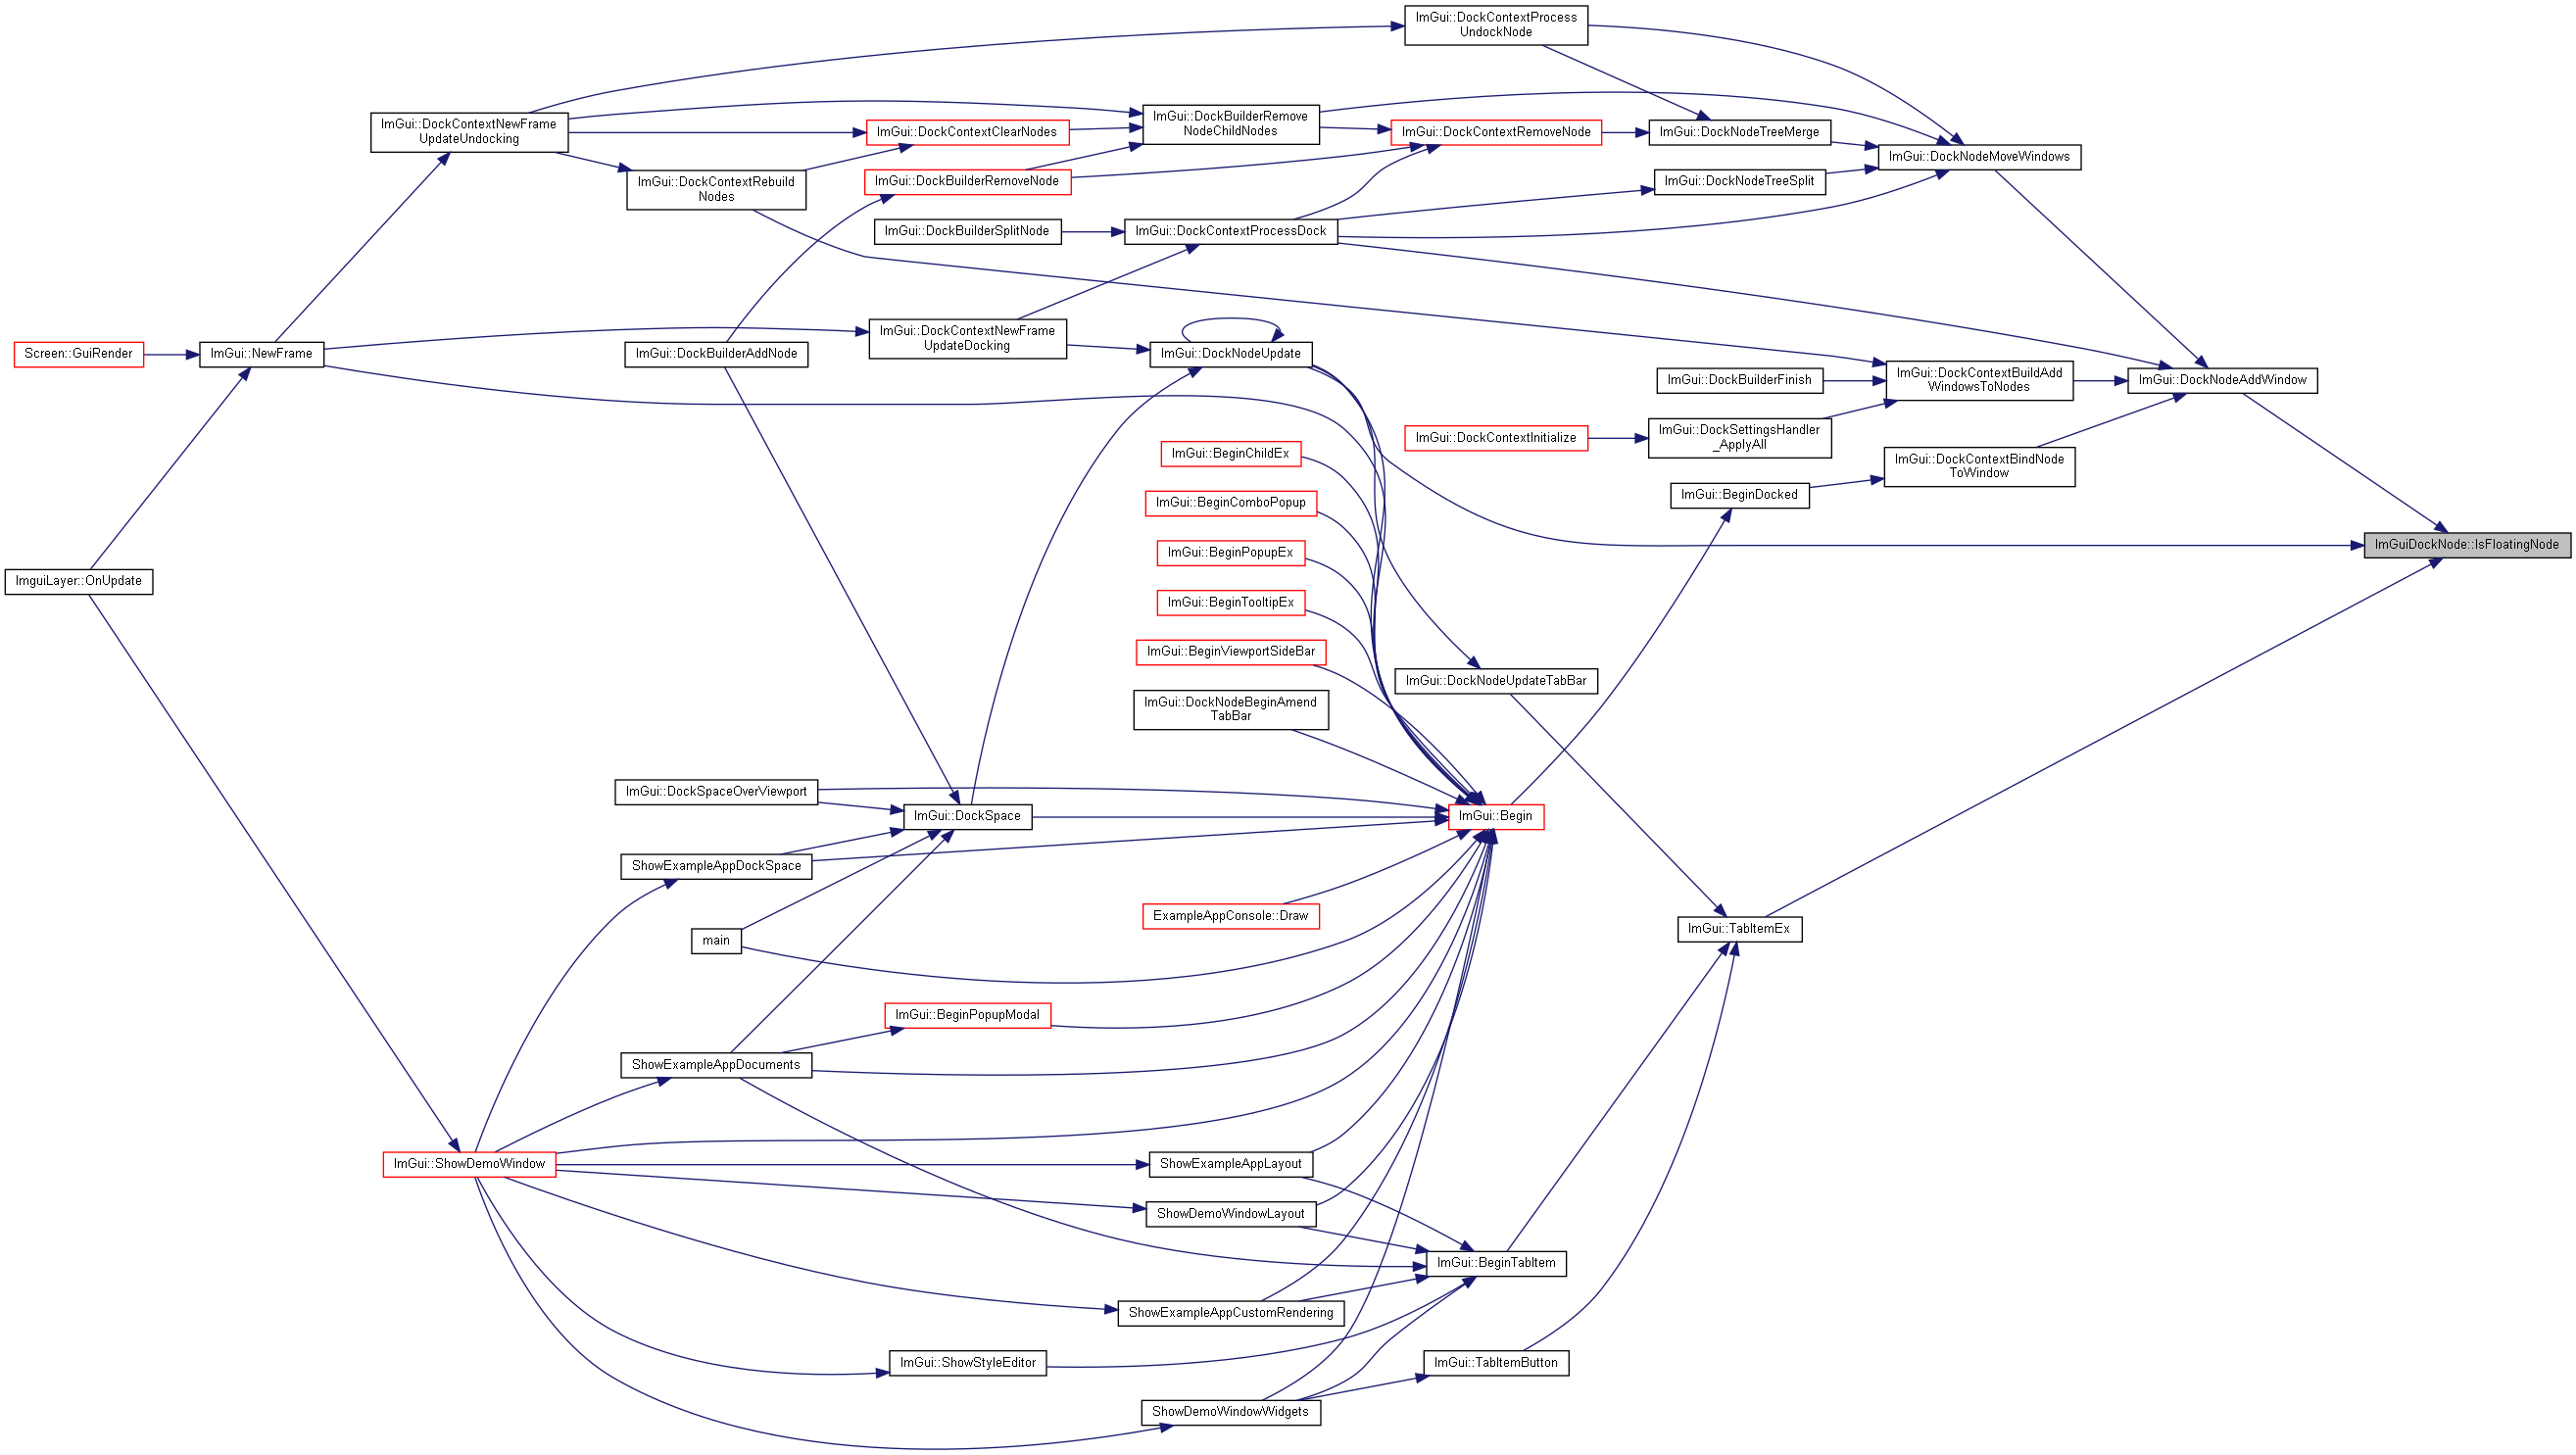 ImGui::DockContextProcess
UndockNode
ImGui::DockContextNewFrame
UpdateUndocking
ImGui::DockContextClearNodes
ImGui::DockBuilderRemove
NodeChildNodes
ImGui::DockContextRemoveNode
ImGui::DockNodeTreeMerge
ImGui::DockNodeMoveWindows
ImGui::DockContextRebuild
Nodes
ImGui::DockBuilderRemoveNode
ImGui::DockNodeTreeSplit
ImGui::DockBuilderSplitNode
ImGui::DockContextProcessDock
Screen::GuiRender
ImGui::NewFrame
ImGui::DockBuilderAddNode
ImGui::DockContextNewFrame
UpdateDocking
ImGui::DockNodeUpdate
ImGui::DockBuilderFinish
ImGui::DockContextBuildAdd
WindowsToNodes
ImGui::DockNodeAddWindow
ImGui::DockContextInitialize
ImGui::DockSettingsHandler
_ApplyAll
ImGui::BeginChildEx
ImGui::DockContextBindNode
ToWindow
ImGui::BeginComboPopup
ImGui::BeginDocked
ImGui::BeginPopupEx
ImGuiDockNode::IsFloatingNode
ImguiLayer::OnUpdate
ImGui::BeginTooltipEx
ImGui::BeginViewportSideBar
ImGui::DockNodeUpdateTabBar
ImGui::DockNodeBeginAmend
TabBar
ImGui::DockSpaceOverViewport
ImGui::DockSpace
ImGui::Begin
ShowExampleAppDockSpace
ExampleAppConsole::Draw
main
ImGui::TabItemEx
ImGui::BeginPopupModal
ShowExampleAppDocuments
ImGui::ShowDemoWindow
ShowExampleAppLayout
ShowDemoWindowLayout
ImGui::BeginTabItem
ShowExampleAppCustomRendering
ImGui::ShowStyleEditor
ImGui::TabItemButton
ShowDemoWindowWidgets